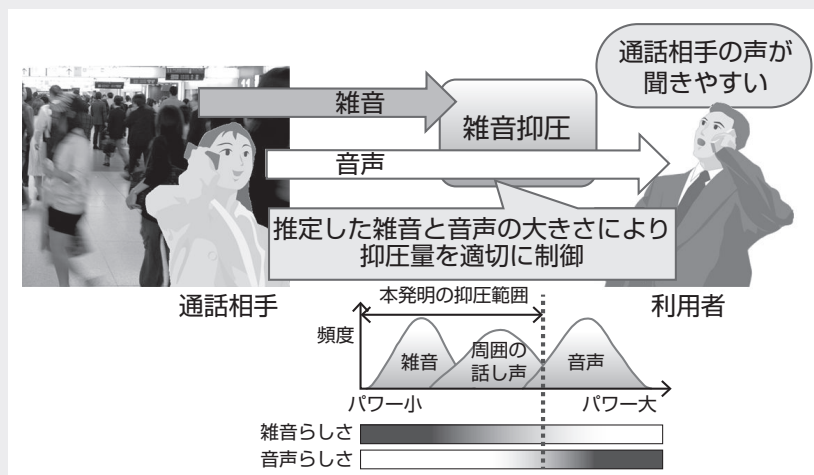 通話相手の声が
聞きやすい
雑音
雑音抑圧
音声
推定した雑音と音声の大きさにより
抑圧量を適切に制御
通話相手
利用者
本発明の抑圧範囲
頻度
雑音
周囲の
話し声
音声
パワー小
パワー大
雑音らしさ
音声らしさ